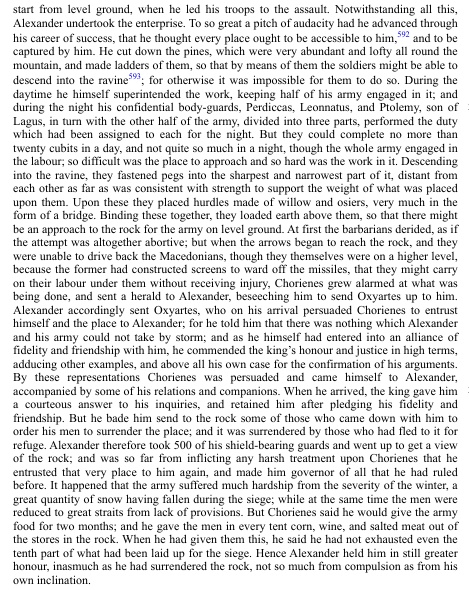 start from level ground, when he led his troops to the assault. Notwithstanding all this,
Alexander undertook the enterprise. To so great a pitch of audacity had he advanced through
his career of success, that he thought every place ought to be accessible to him,592 and to be
captured by him. He cut down the pines, which were very abundant and lofty all round the
mountain, and made ladders of them, so that by means of them the soldiers might be able to
descend into the ravine593; for otherwise it was impossible for them to do so. During the
daytime he himself superintended the work, keeping half of his army engaged in it; and
during the night his confidential body-guards, Perdiccas, Leonnatus, and Ptolemy, son of
Lagus, in turn with the other half of the army, divided into three parts, performed the duty
which had been assigned to each for the night. But they could complete no more than
twenty cubits in a day, and not quite so much in a night, though the whole army engaged in
the labour; so difficult was the place to approach and so hard was the work in it. Descending
into the ravine, they fastened pegs into the sharpest and narrowest part of it, distant from
each other as far as was consistent with strength to support the weight of what was placed
upon them. Upon these they placed hurdles made of willow and osiers, very much in the
form of a bridge. Binding these together, they loaded earth above them, so that there might
be an approach to the rock for the army on level ground. At first the barbarians derided, as if
the attempt was altogether abortive; but when the arrows began to reach the rock, and they
were unable to drive back the Macedonians, though they themselves were on a higher level,
because the former had constructed screens to ward off the missiles, that they might carry
on their labour under them without receiving injury, Chorienes grew alarmed at what was
being done, and sent a herald to Alexander, beseeching him to send Oxyartes up to him.
Alexander accordingly sent Oxyartes, who on his arrival persuaded Chorienes to entrust
himself and the place to Alexander; for he told him that there was nothing which Alexander
and his army could not take by storm; and as he himself had entered into an alliance of
fidelity and friendship with him, he commended the king's honour and justice in high terms,
adducing other examples, and above all his own case for the confirmation of his arguments.
By these representations Chorienes was persuaded and came himself to Alexander,
accompanied by some of his relations and companions. When he arrived, the king gave him
a courteous answer to his inquiries, and retained him after pledging his fidelity and
friendship. But he bade him send to the rock some of those who came down with him to
order his men to surrender the place; and it was surrendered by those who had fled to it for
refuge. Alexander therefore took 500 of his shield-bearing guards and went up to get a view
of the rock; and was so far from inflicting any harsh treatment upon Chorienes that he
entrusted that very place to him again, and made him governor of all that he had ruled
before. It happened that the army suffered much hardship from the severity of the winter, a
great quantity of snow having fallen during the siege; while at the same time the men were
reduced to great straits from lack of provisions. But Chorienes said he would give the army
food for two months; and he gave the men in every tent corn, wine, and salted meat out of
the stores in the rock. When he had given them this, he said he had not exhausted even the
tenth part of what had been laid up for the siege. Hence Alexander held him in still greater
honour, inasmuch as he had surrendered the rock, not so much from compulsion as from his
own inclination.